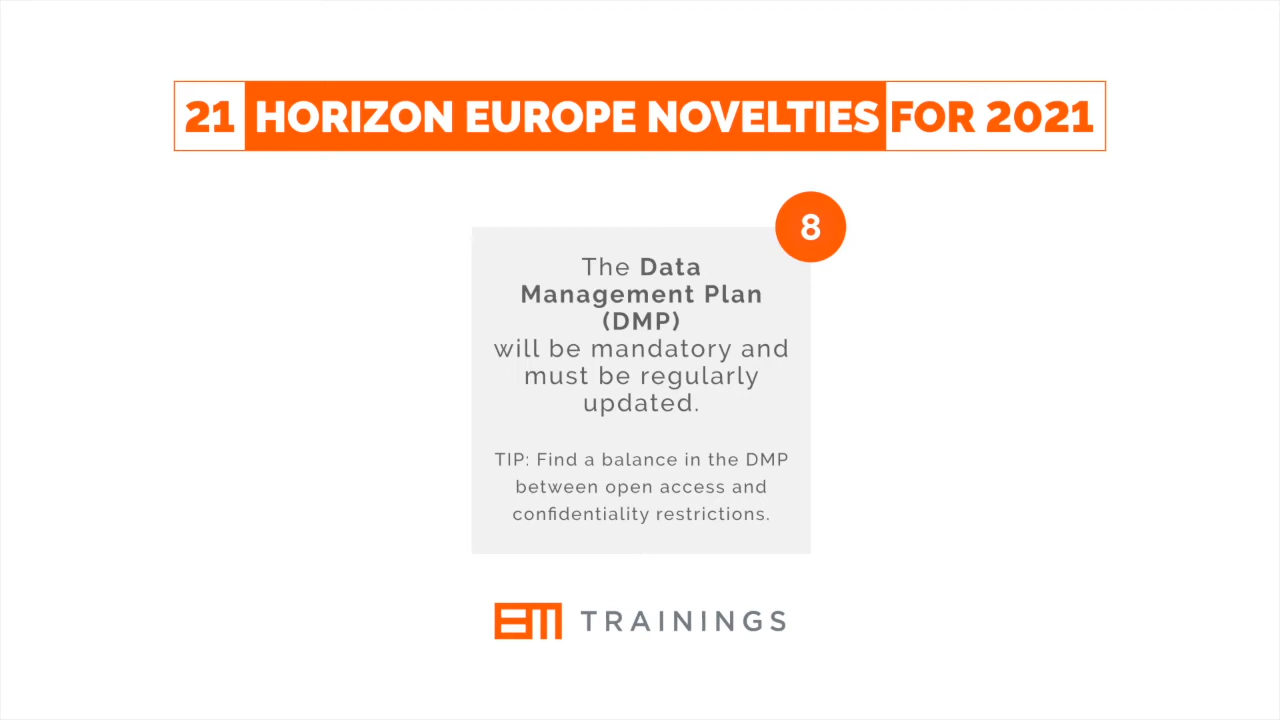 21 HORIZON EUROPE NOVELTIES FOR 2021
8
The Data
Management Plan
(DMP)
will be mandatory and
must be regularly
updated.
TIP: Find a balance in the DMP
between open access and
confidentiality restrictions.
EM TRAININGS